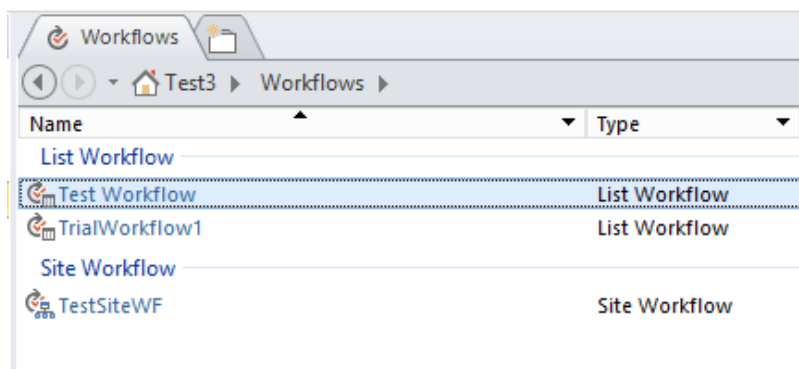 Workflows
Test3 Workflows
Name Type
List Workflow
Test Workflow List Workflow
TrialWorkflow1 List Workflow
Site Workflow
TestSiteWF Site Workflow